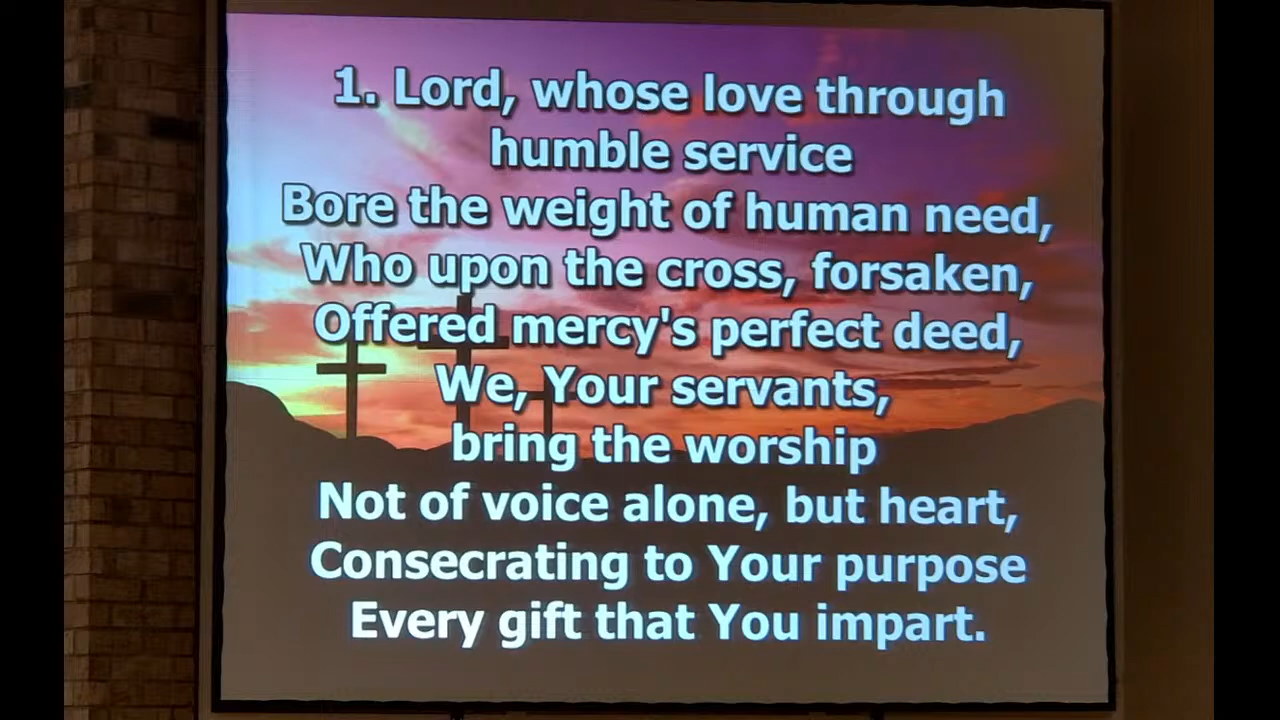 1. Lord, whose love through
humble service
Bore the weight of human need,
Who upon the cross, forsaken,
Offered mercy's perfect deed,
We, Your servants,
bring the worship
Not of voice alone, but heart,
Consecrating to Your purpose
Every gift that You impart.